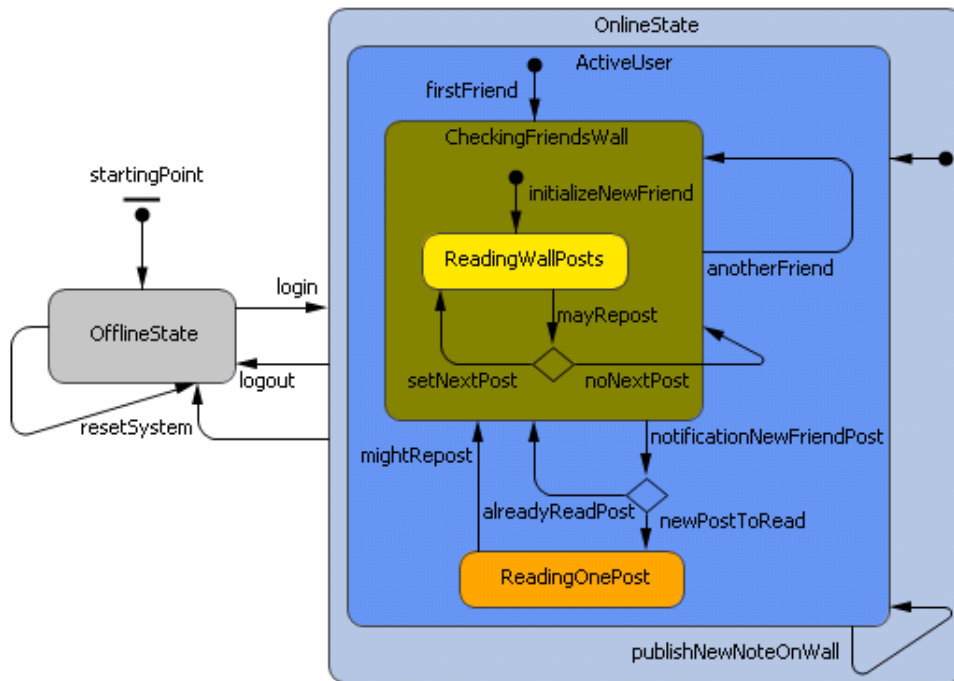 OnlineState
ActiveUser
firstFriend
CheckingFriendsWall
startingPoint
initializeNewFriend
ReadingWallPosts
anotherFriend
login
mayRepost
OfflineState
logout
setNextPost
noNextPost
resetSystem
notificationNewFriendPost
mightRepost
alreadyReadPost
newPostToRead
ReadingOnePost
publishNewNoteOnWall